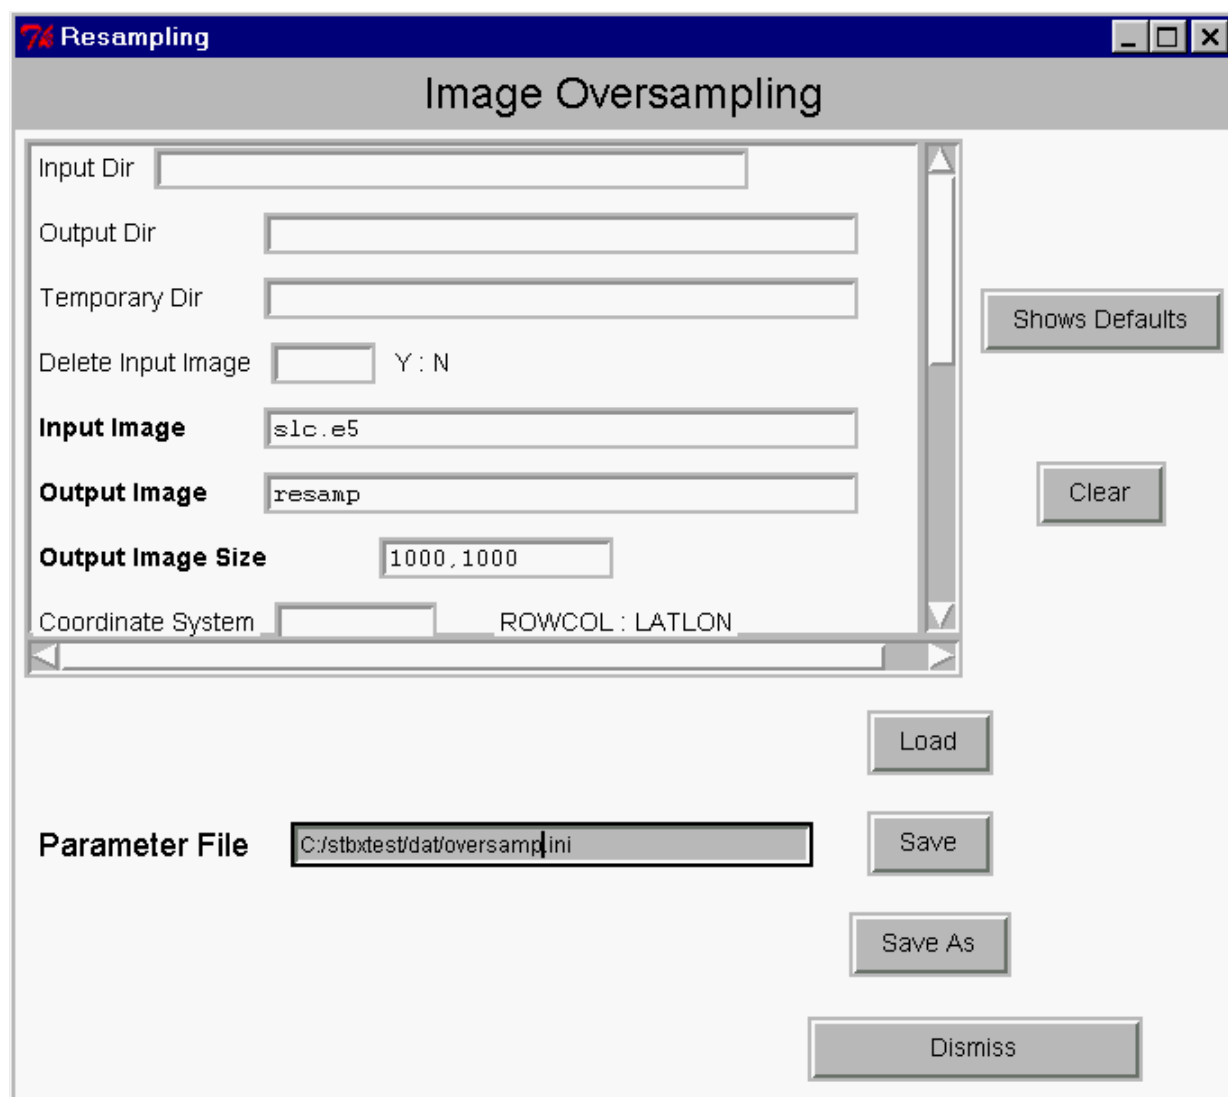 Resampling
Image Oversampling
Input Dir
Output Dir
Temporary Dir
Shows Defaults
Delete Input Image Y : N
Input Image slc.e5
Output Image resamp
Clear
Output Image Size 1000,1000
Coordinate System ROWCOL : LATLON
Load
Parameter File C:/stbxtest/dat/oversamp.ini
Save
Save As
Dismiss